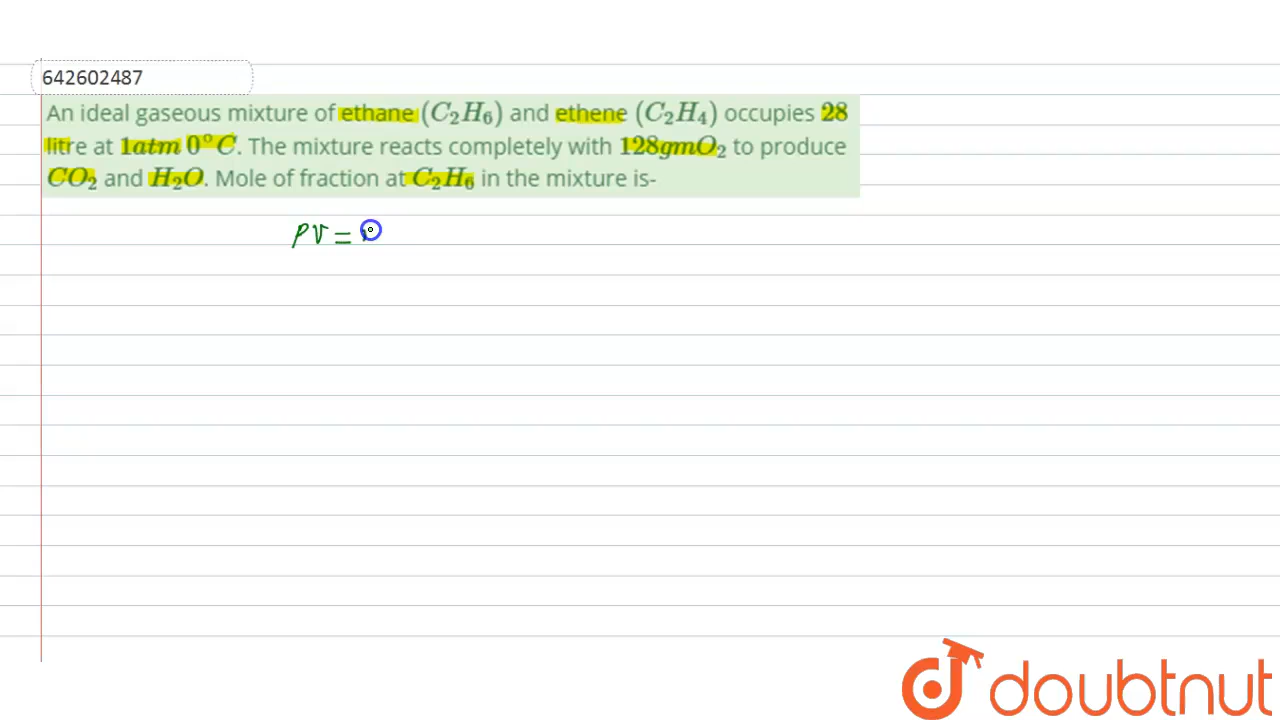 642602487
An ideal gaseous mixture of ethane (C₂H₆) and ethene (C₂H₄) occupies 28
litre at 1atm 0°C. The mixture reacts completely with 128gmO₂ to produce
CO₂ and H₂O. Mole of fraction at C₂H₆ in the mixture is-
PV =
doubtnut